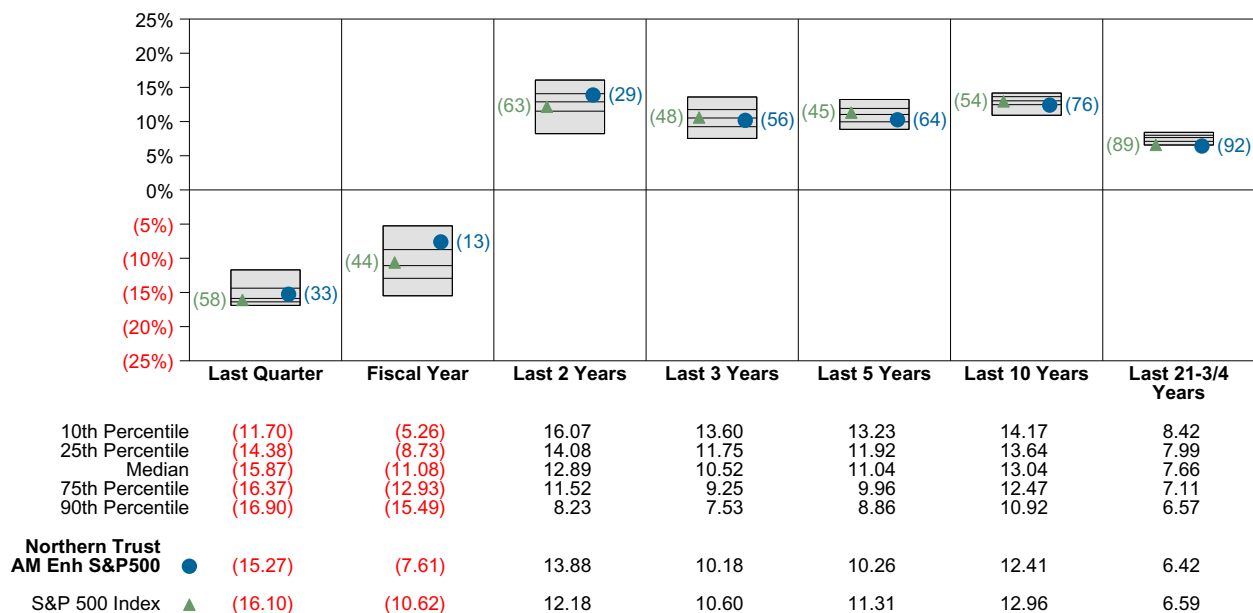 25%
20%
15%
10%
5%
0%
(5%)
(10%)
(15%)
(20%)
(25%)
(58) (33)
(44) (13)
(63) (29)
(48) (56)
(45) (64)
(54) (76)
(89) (92)
Last Quarter Fiscal Year Last 2 Years Last 3 Years Last 5 Years Last 10 Years Last 21-3/4
Years
10th Percentile (11.70) (5.26) 16.07 13.60 13.23 14.17 8.42
25th Percentile (14.38) (8.73) 14.08 11.75 11.92 13.64 7.99
Median (15.87) (11.08) 12.89 10.52 11.04 13.04 7.66
75th Percentile (16.37) (12.93) 11.52 9.25 9.96 12.47 7.11
90th Percentile (16.90) (15.49) 8.23 7.53 8.86 10.92 6.57
Northern Trust
AM Enh S&P500 (15.27) (7.61) 13.88 10.18 10.26 12.41 6.42
S&P 500 Index (16.10) (10.62) 12.18 10.60 11.31 12.96 6.59